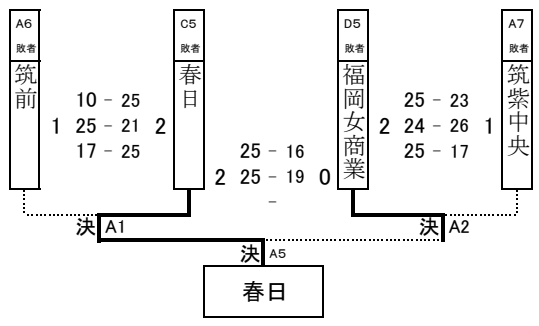 A6 C5 D5 A7
敗者 敗者 敗者 敗者
筑前
春日
福岡女商業
筑紫中央
10 - 25
1 25 - 21 2
17 - 25
25 - 23
2 24 - 26 1
25 - 17
25 - 16
2 25 - 19 0
-
決 A1
決 A2
決 A5
春日